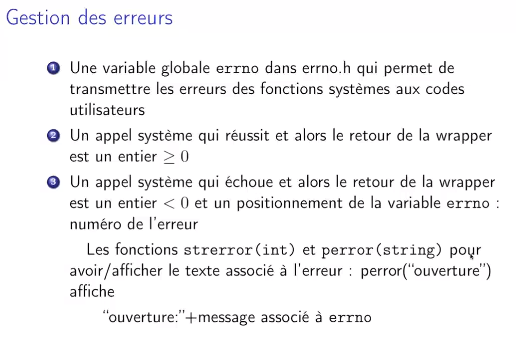 Gestion des erreurs
1 Une variable globale errno dans errno.h qui permet de
transmettre les erreurs des fonctions systèmes aux codes
utilisateurs
2 Un appel système qui réussit et alors le retour de la wrapper
est un entier ≥ 0
3 Un appel système qui échoue et alors le retour de la wrapper
est un entier < 0 et un positionnement de la variable errno :
numéro de l'erreur
Les fonctions strerror(int) et perror(string) pour
avoir/afficher le texte associé à l'erreur : perror("ouverture")
affiche
"ouverture:"+message associé à errno